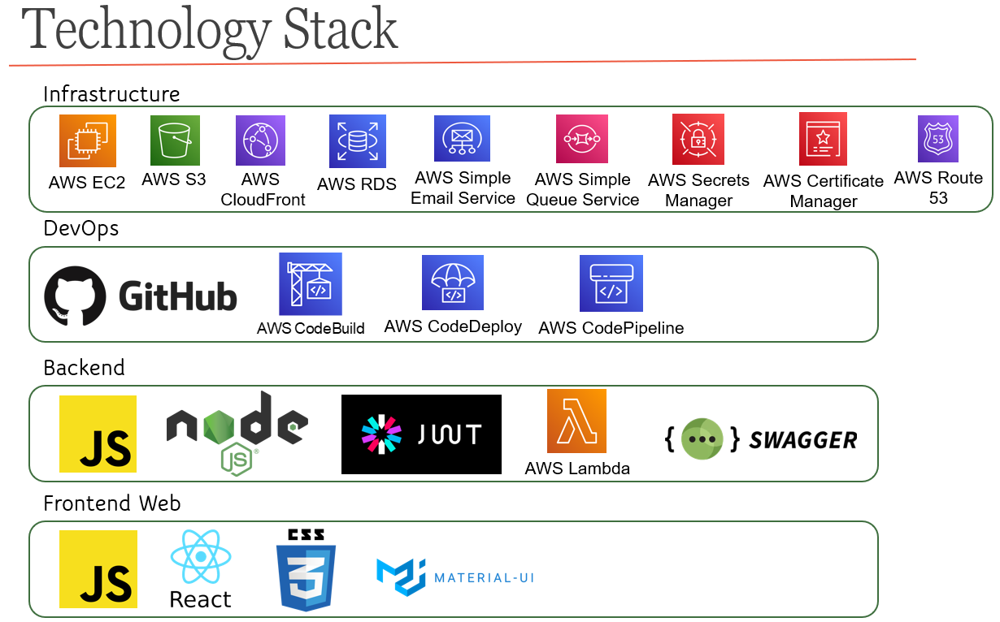 Technology Stack
Infrastructure
AWS EC2
AWS S3
AWS
CloudFront
AWS RDS
AWS Simple
Email Service
AWS Simple
Queue Service
AWS Secrets
Manager
AWS Certificate
Manager
53
AWS Route
53
DevOps
GitHub
</>
AWS CodeBuild
</>
AWS CodeDeploy
</>
AWS CodePipeline
Backend
JS
node
JS®
JWT
λ
AWS Lambda
{...} SWAGGER
Frontend Web
JS
React
CSS
3
MATERIAL-UI